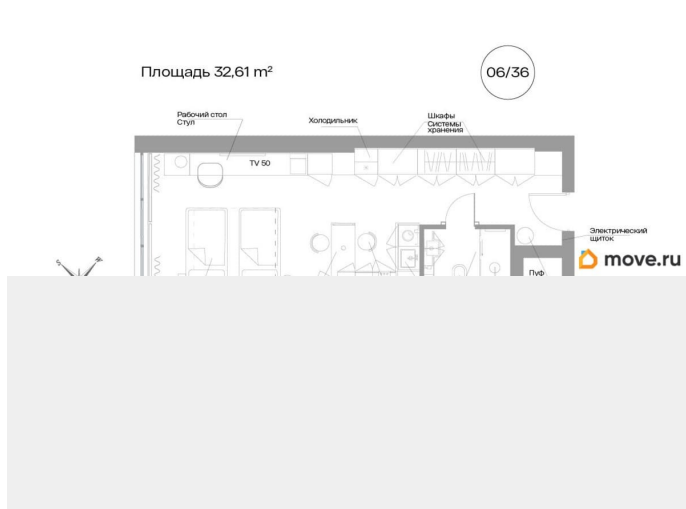 Площадь 32,61 m²
06/36
Рабочий стол
Стул
Холодильник
Шкафы
Системы
хранения
TV 50
Электрический
щиток
move.ru
Пуф